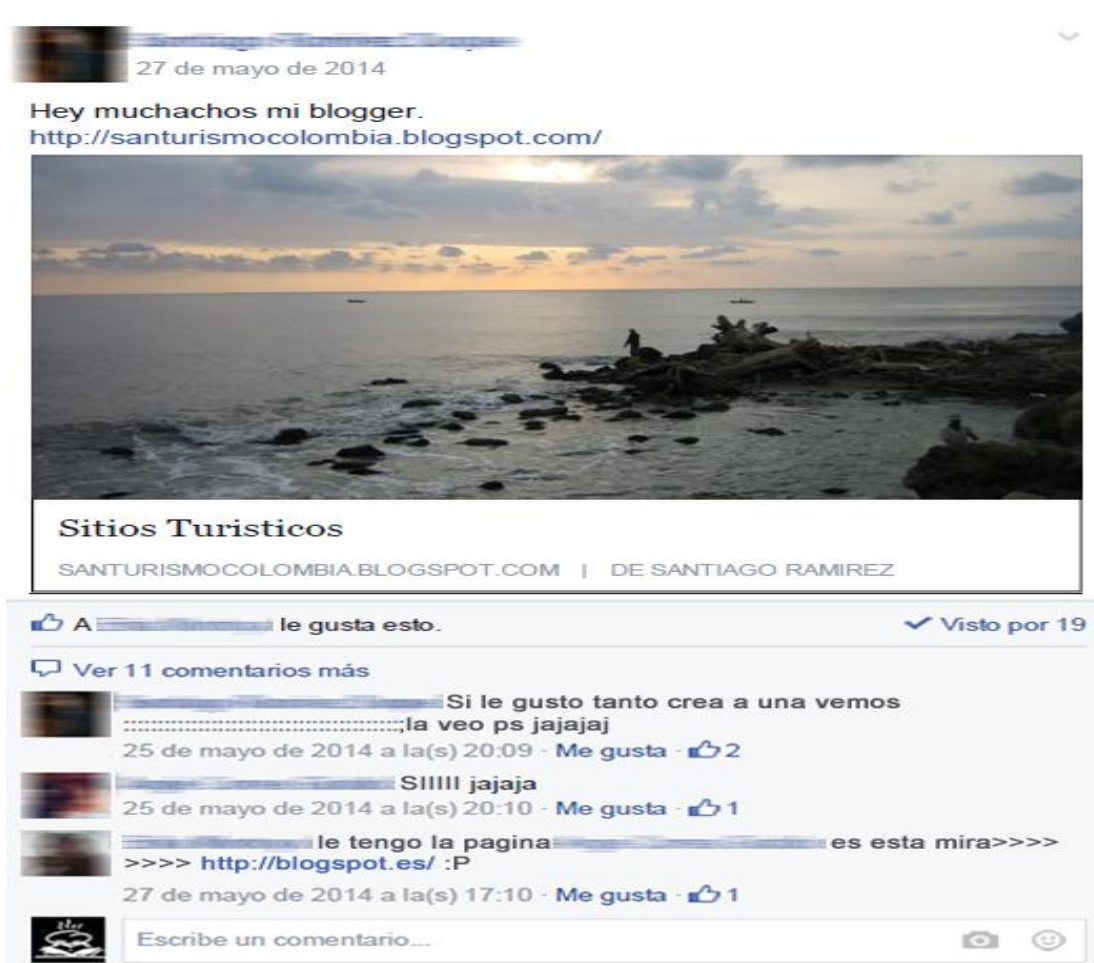 27 de mayo de 2014
Hey muchachos mi blogger.
http://santurismocolombia.blogspot.com/
Sitios Turisticos
SANTURISMOCOLOMBIA.BLOGSPOT.COM | DE SANTIAGO RAMIREZ
A le gusta esto. Visto por 19
Ver 11 comentarios más
Si le gusto tanto crea a una vemos
;;;;;;;;;;;;;;;;;;;;;;;;;;;;;;;;;;;;;;;;;la veo ps jajajaj
25 de mayo de 2014 a la(s) 20:09 · Me gusta · 2
SIIIII jajaja
25 de mayo de 2014 a la(s) 20:10 · Me gusta · 1
le tengo la pagina es esta mira>>>>
>>>> http://blogspot.es/ :P
27 de mayo de 2014 a la(s) 17:10 · Me gusta · 1
Escribe un comentario...